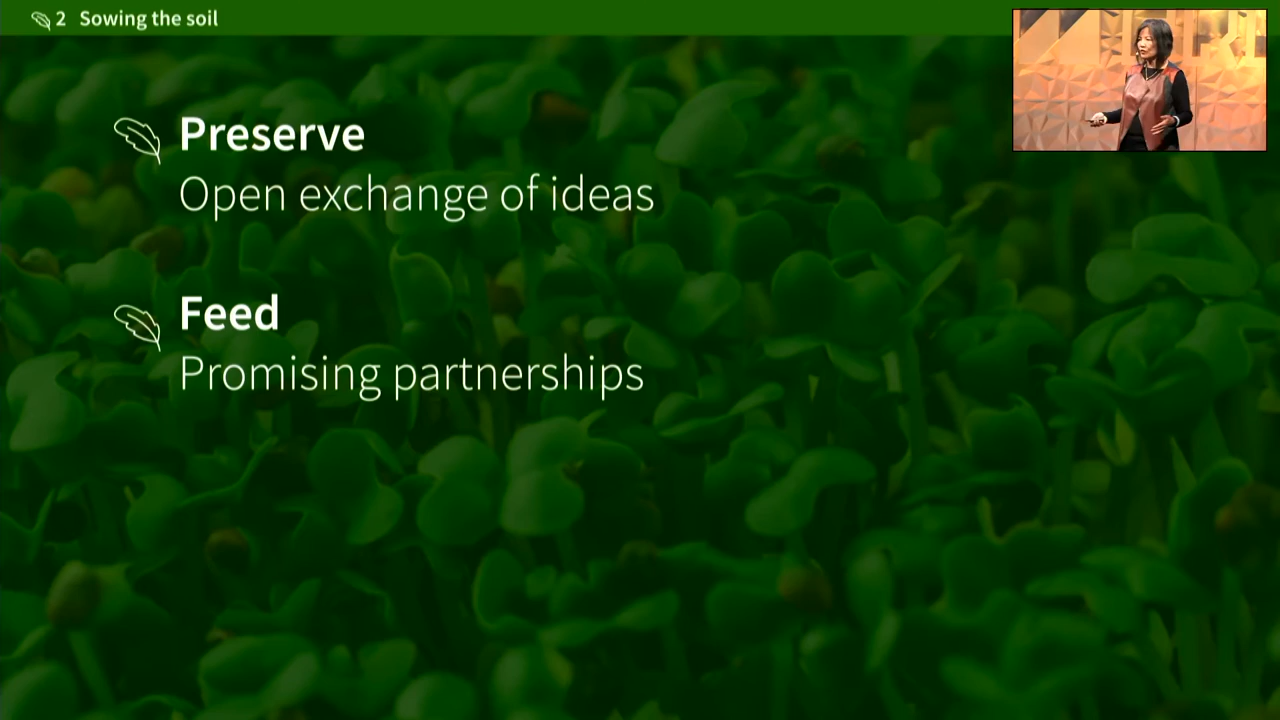 2 Sowing the soil
Preserve
Open exchange of ideas
Feed
Promising partnerships